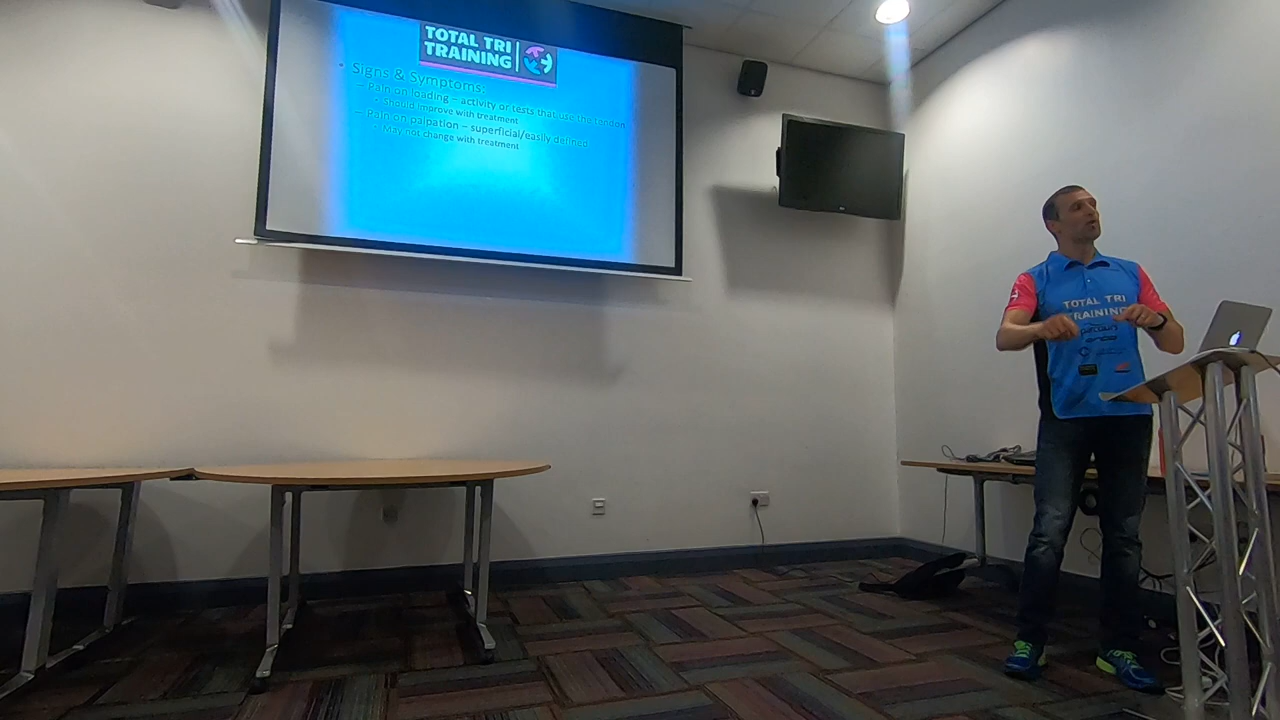 TOTAL TRI
TRAINING
• Signs & Symptoms:
– Pain on loading – activity or tests that use the tendon
• Should improve with treatment
– Pain on palpation – superficial/easily defined
• May not change with treatment
TOTAL TRI
TRAINING